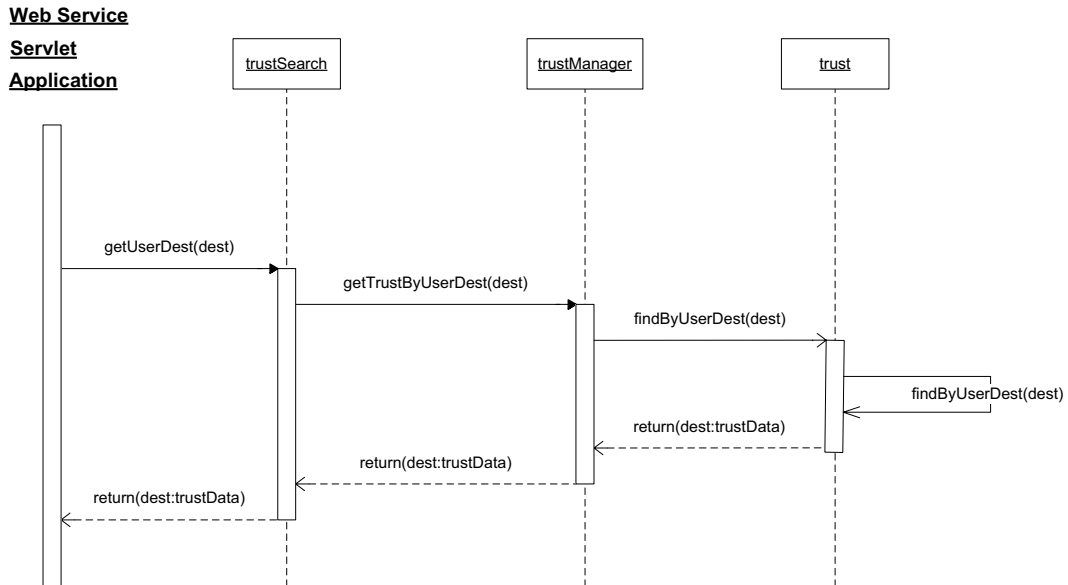 Web Service
Servlet
Application
trustSearch
trustManager
trust
getUserDest(dest)
getTrustByUserDest(dest)
findByUserDest(dest)
findByUserDest(dest)
return(dest:trustData)
return(dest:trustData)
return(dest:trustData)